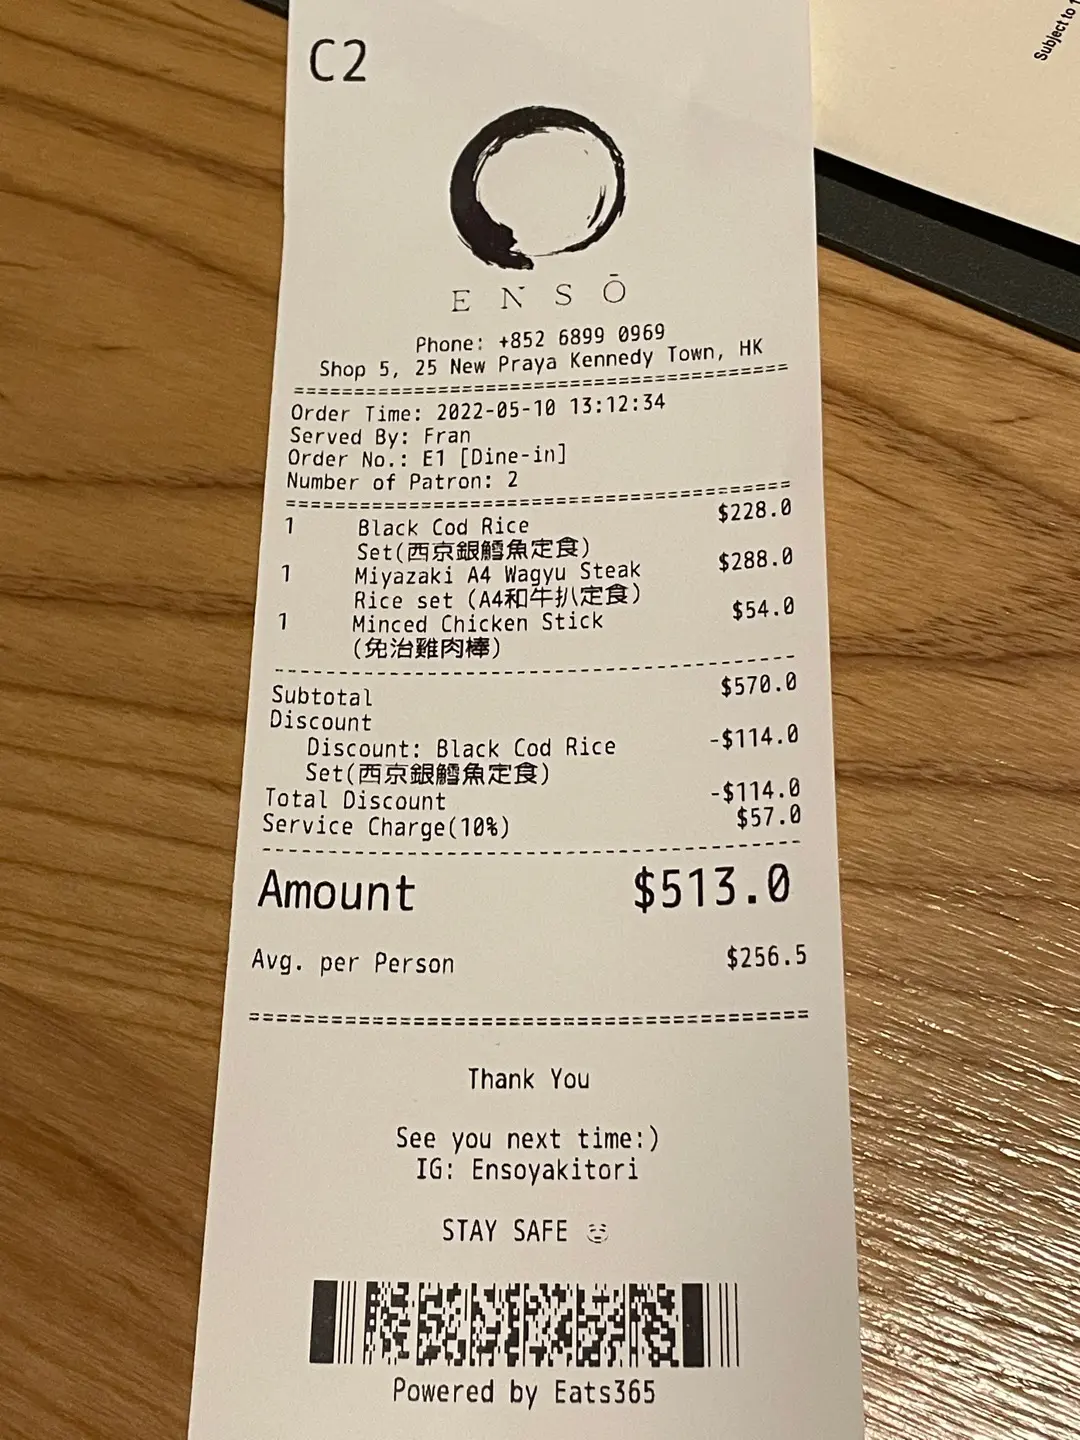 Subject to 1
C2
ENSŌ
Phone: +852 6899 0969
Shop 5, 25 New Praya Kennedy Town, HK
========================================
Order Time: 2022-05-10 13:12:34
Served By: Fran
Order No.: E1 [Dine-in]
Number of Patron: 2
========================================
1 Black Cod Rice $228.0
Set(西京銀鱈魚定食)
1 Miyazaki A4 Wagyu Steak $288.0
Rice set (A4和牛扒定食)
1 Minced Chicken Stick $54.0
(免治雞肉棒)
----------------------------------------
Subtotal $570.0
Discount
Discount: Black Cod Rice -$114.0
Set(西京銀鱈魚定食)
Total Discount -$114.0
Service Charge(10%) $57.0
----------------------------------------
Amount $513.0
Avg. per Person $256.5
========================================
Thank You
See you next time:)
IG: Ensoyakitori
STAY SAFE
Powered by Eats365